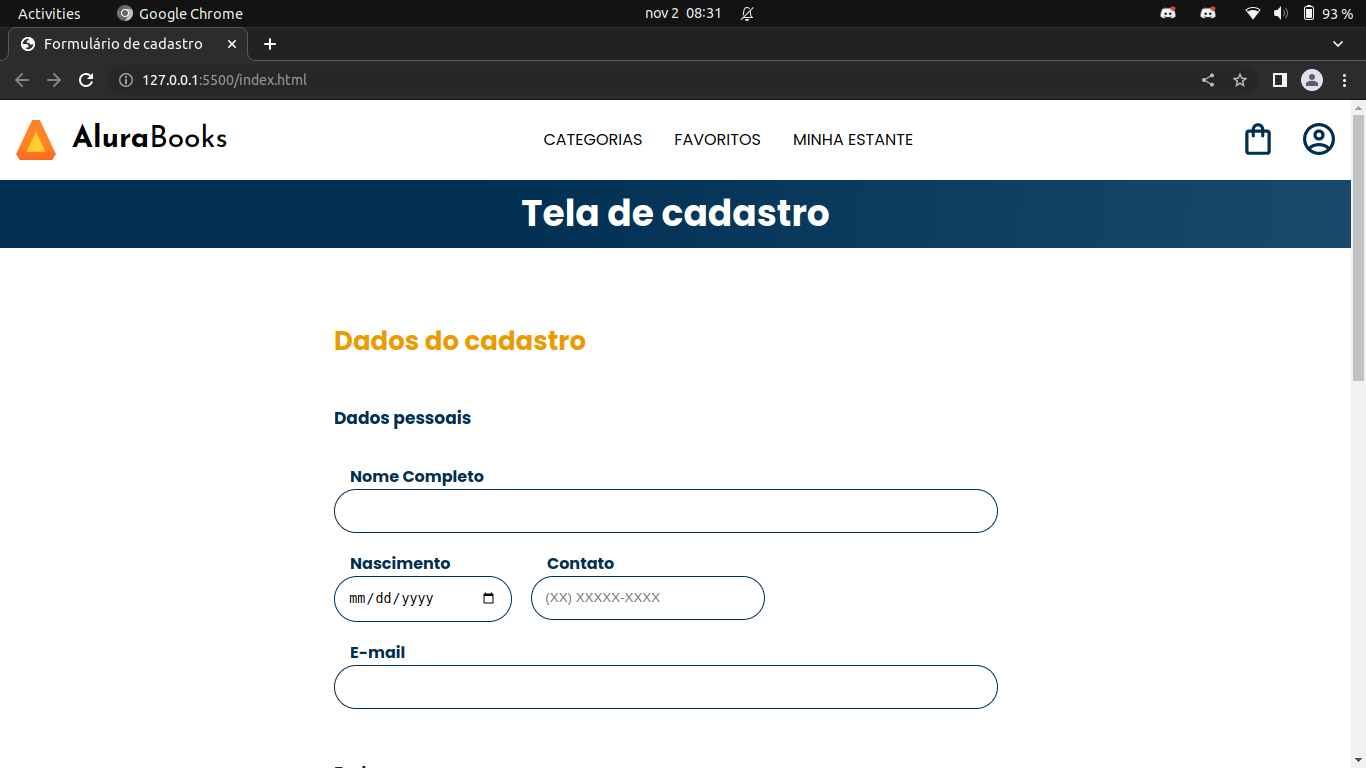 Activities Google Chrome nov 2 08:31 93 %
Formulário de cadastro
127.0.0.1:5500/index.html
AluraBooks CATEGORIAS FAVORITOS MINHA ESTANTE
Tela de cadastro
Dados do cadastro
Dados pessoais
Nome Completo
Nascimento Contato
mm/dd/yyyy (XX) XXXXX-XXXX
E-mail